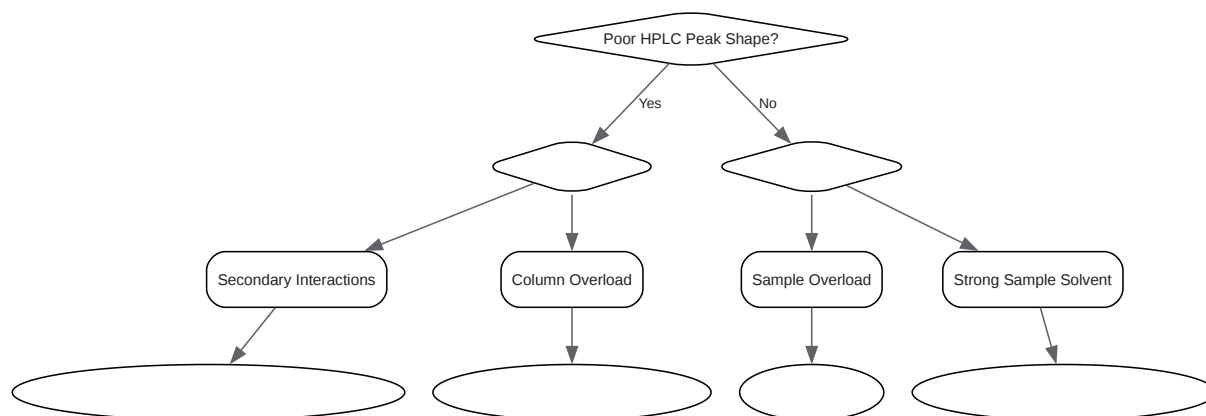 Poor HPLC Peak Shape?
Yes
No
Secondary Interactions
Column Overload
Sample Overload
Strong Sample Solvent